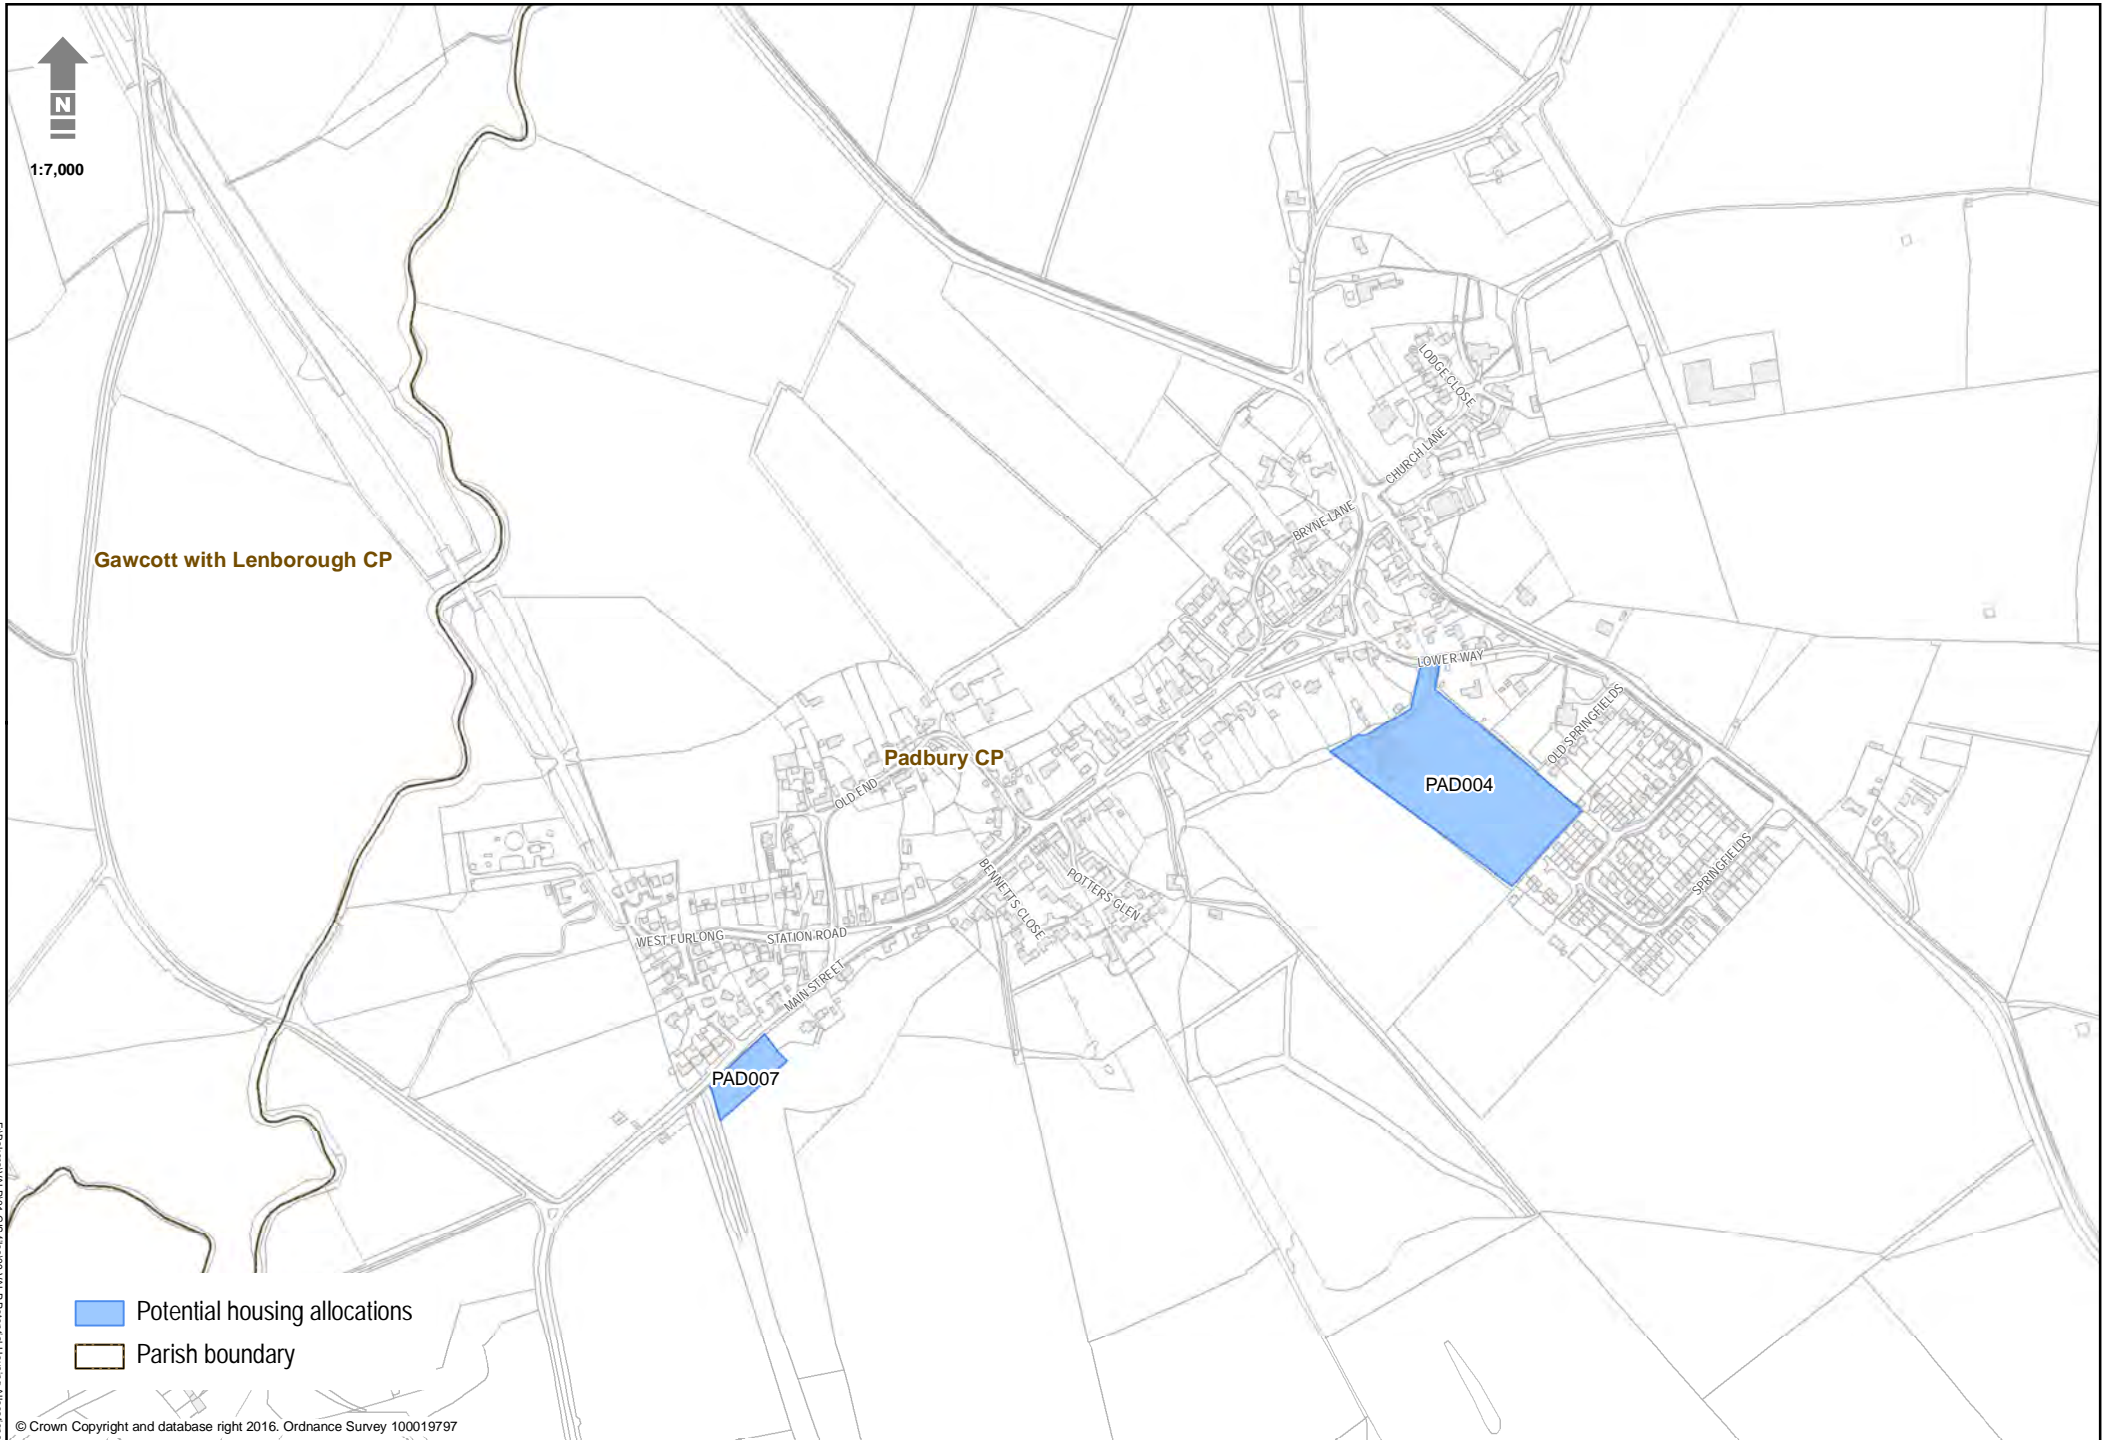 N
1:7,000
LODGE CLOSE
CHURCH LANE
BRYNE LANE
Gawcott with Lenborough CP
LOWER WAY
OLD SPRINGFIELDS
Padbury CP
PAD004
OLD END
SPRINGFIELDS
BENNETTS CLOSE
POTTERS GLEN
WEST FURLONG
STATION ROAD
MAIN STREET
PAD007
Potential housing allocations
Parish boundary
© Crown Copyright and database right 2016. Ordnance Survey 100019797